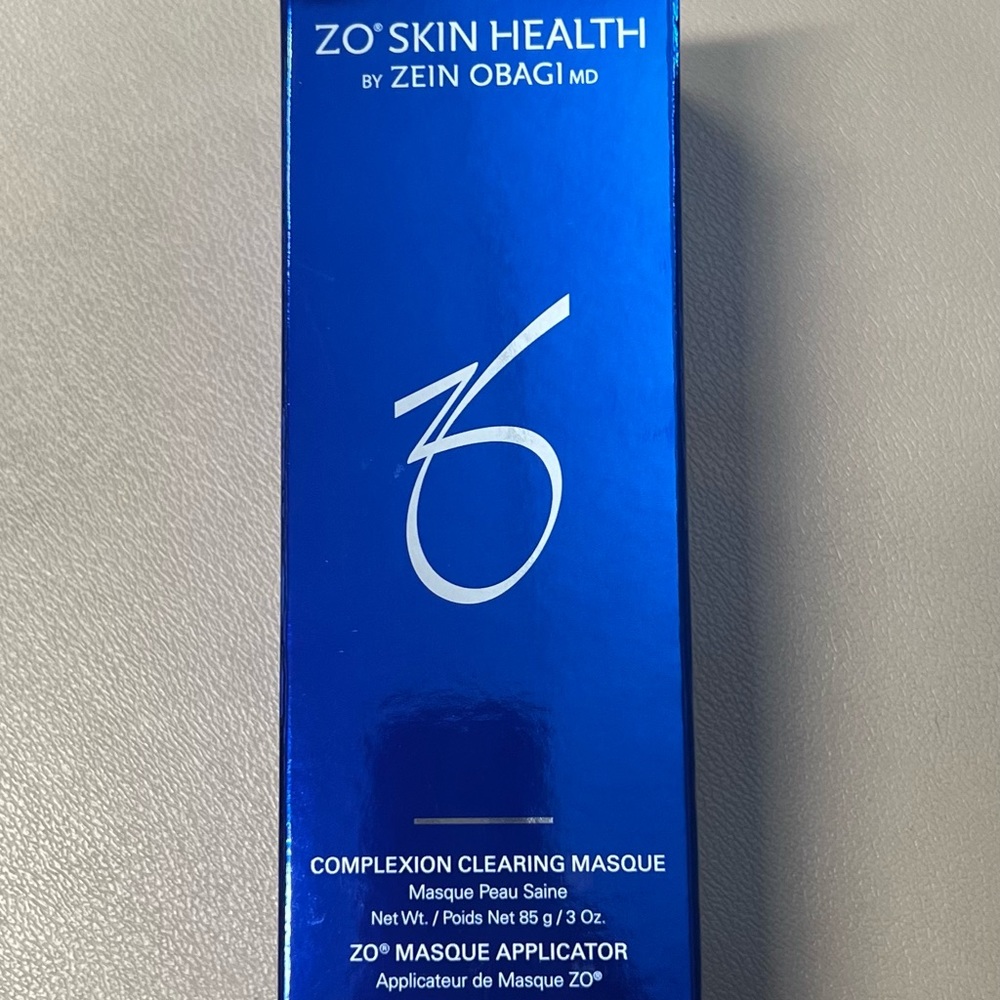 ZO® SKIN HEALTH
BY ZEIN OBAGI MD
ZO
COMPLEXION CLEARING MASQUE
Masque Peau Saine
Net Wt. / Poids Net 85 g / 3 Oz.
ZO® MASQUE APPLICATOR
Applicateur de Masque ZO®